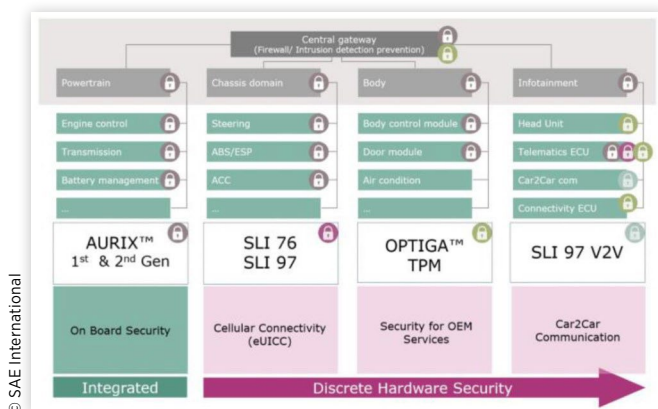 Central gateway
(Firewall/ Intrusion detection prevention)
Powertrain
Chassis domain
Body
Infotainment
Engine control
Steering
Body control module
Head Unit
Transmission
ABS/ESP
Door module
Telematics ECU
Battery management
ACC
Air condition
Car2Car com
...
...
...
Connectivity ECU
AURIX™
1st & 2nd Gen
SLI 76
SLI 97
OPTIGA™
TPM
SLI 97 V2V
On Board Security
Cellular Connectivity
(eUICC)
Security for OEM
Services
Car2Car
Communication
Integrated
Discrete Hardware Security
© SAE International